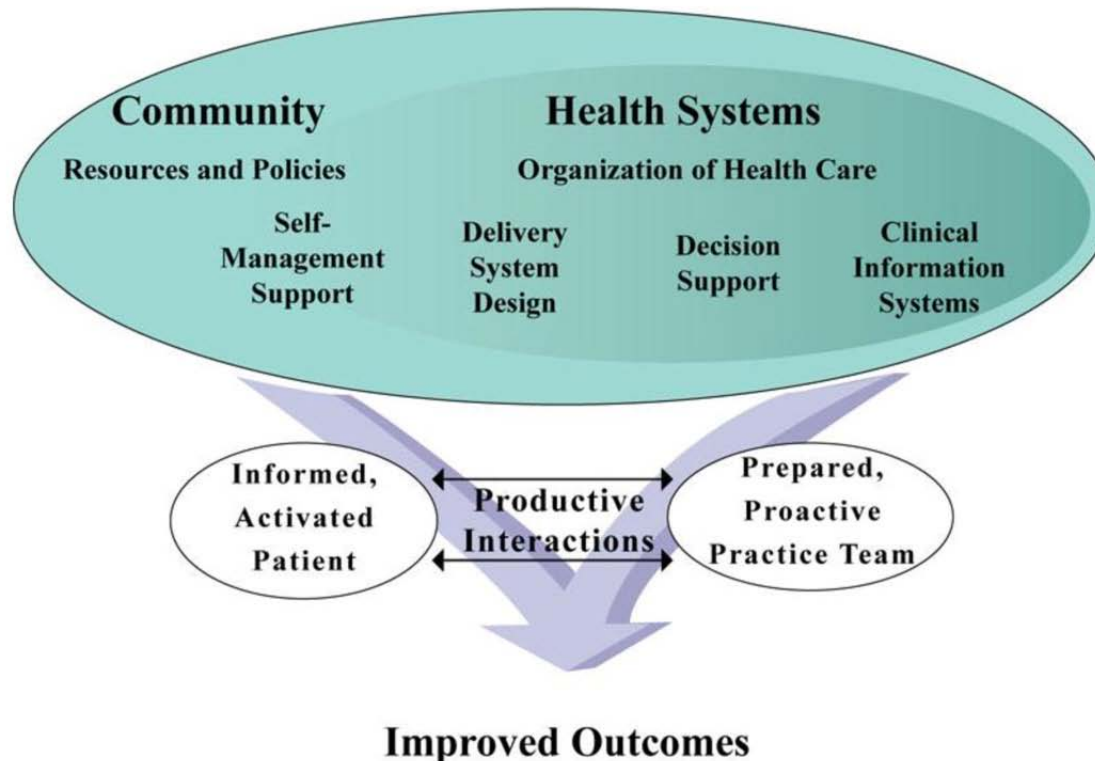 Community
Health Systems
Resources and Policies
Organization of Health Care
Self-
Management
Support
Delivery
System
Design
Decision
Support
Clinical
Information
Systems
Informed,
Activated
Patient
Productive
Interactions
Prepared,
Proactive
Practice Team
Improved Outcomes